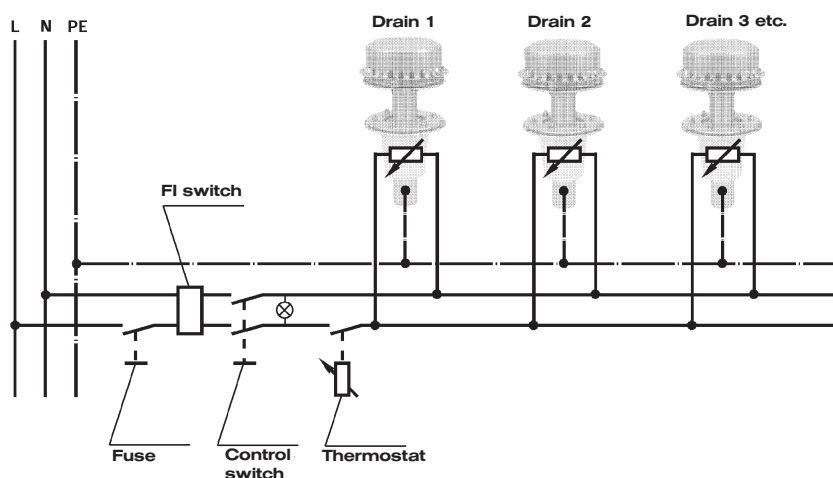 L N PE
Drain 1
Drain 2
Drain 3 etc.
FI switch
Fuse
Control
switch
Thermostat